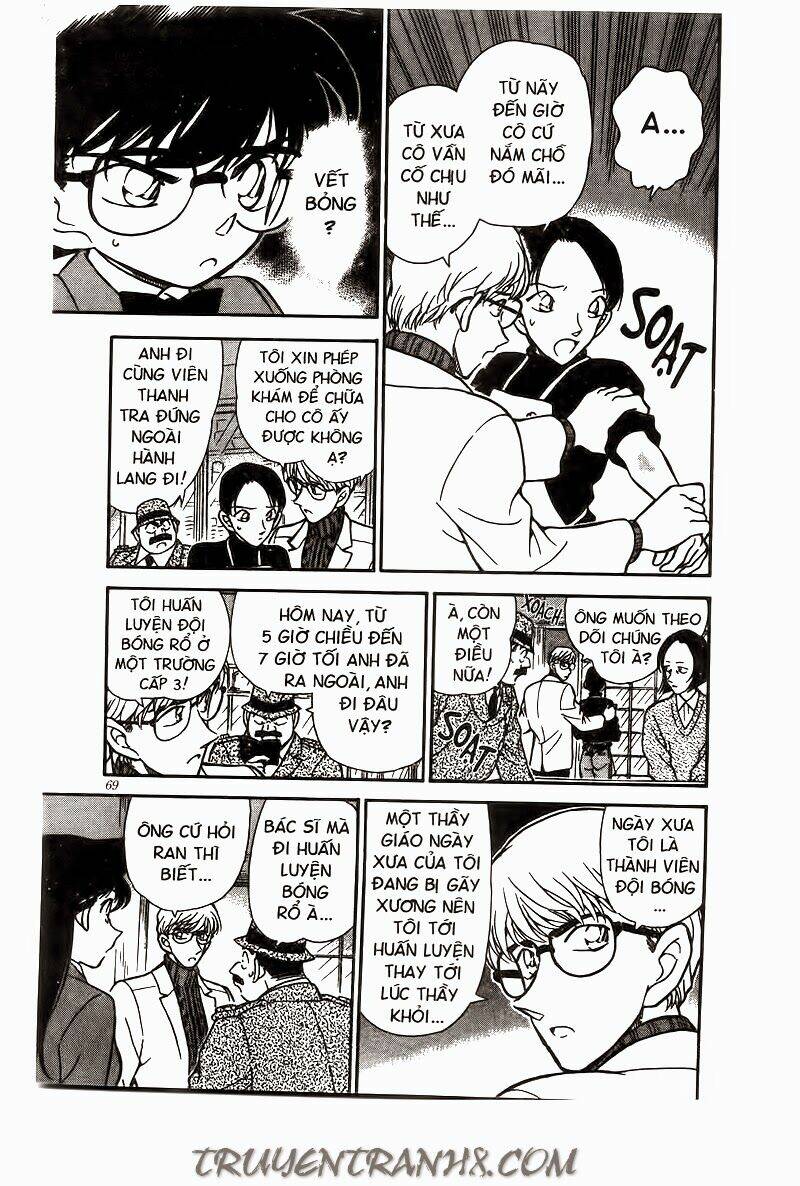 A...
TỪ NÃY
ĐẾN GIỜ
CÔ CỨ
NẮM CHỖ
ĐÓ MÃI...
TỪ XƯA
CÔ VẪN
CỐ CHỊU
NHƯ
THẾ...
SOẠT
VẾT
BỎNG
?
TÔI XIN PHÉP
XUỐNG PHÒNG
KHÁM ĐỂ CHỮA
CHO CÔ ẤY
ĐƯỢC KHÔNG
Ạ?
ANH ĐI
CÙNG VIÊN
THANH
TRA ĐỨNG
NGOÀI
HÀNH
LANG ĐI!
ÔNG MUỐN THEO
DÕI CHÚNG
TÔI À?
XOẠCH
À, CÒN
MỘT
ĐIỀU
NỮA!
SOẠT
HÔM NAY, TỪ
5 GIỜ CHIỀU ĐẾN
7 GIỜ TỐI ANH ĐÃ
RA NGOÀI, ANH
ĐI ĐÂU
VẬY?
TÔI HUẤN
LUYỆN ĐỘI
BÓNG RỔ Ở
MỘT TRƯỜNG
CẤP 3!
69
NGÀY XƯA
TÔI LÀ
THÀNH VIÊN
ĐỘI BÓNG
...
MỘT THẦY
GIÁO NGÀY
XƯA CỦA TÔI
ĐANG BỊ GÃY
XƯƠNG NÊN
TÔI TỚI
HUẤN LUYỆN
THAY TỚI
LÚC THẦY
KHỎI...
BÁC SĨ MÀ
ĐI HUẤN
LUYỆN
BÓNG
RỔ À...
ÔNG CỨ HỎI
RAN THÌ
BIẾT...
TRUYENTRANH8.COM